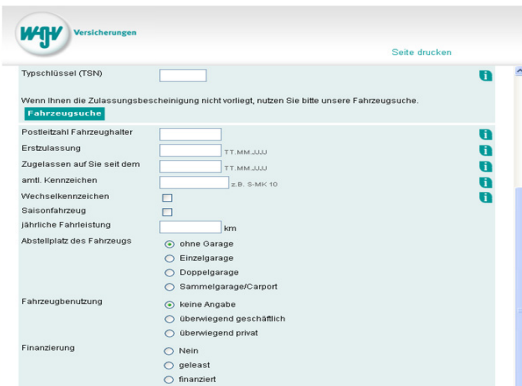 WGV Versicherungen
Seite drucken
Typschlüssel (TSN)
Wenn Ihnen die Zulassungsbescheinigung nicht vorliegt, nutzen Sie bitte unsere Fahrzeugsuche.
Fahrzeugsuche
Postleitzahl Fahrzeughalter
Erstzulassung TT.MM.JJJJ
Zugelassen auf Sie seit dem TT.MM.JJJJ
amtl. Kennzeichen z.B. S-MK 10
Wechselkennzeichen
Saisonfahrzeug
jährliche Fahrleistung km
Abstellplatz des Fahrzeugs ohne Garage
Einzelgarage
Doppelgarage
Sammelgarage/Carport
Fahrzeugbenutzung keine Angabe
überwiegend geschäftlich
überwiegend privat
Finanzierung Nein
geleast
finanziert